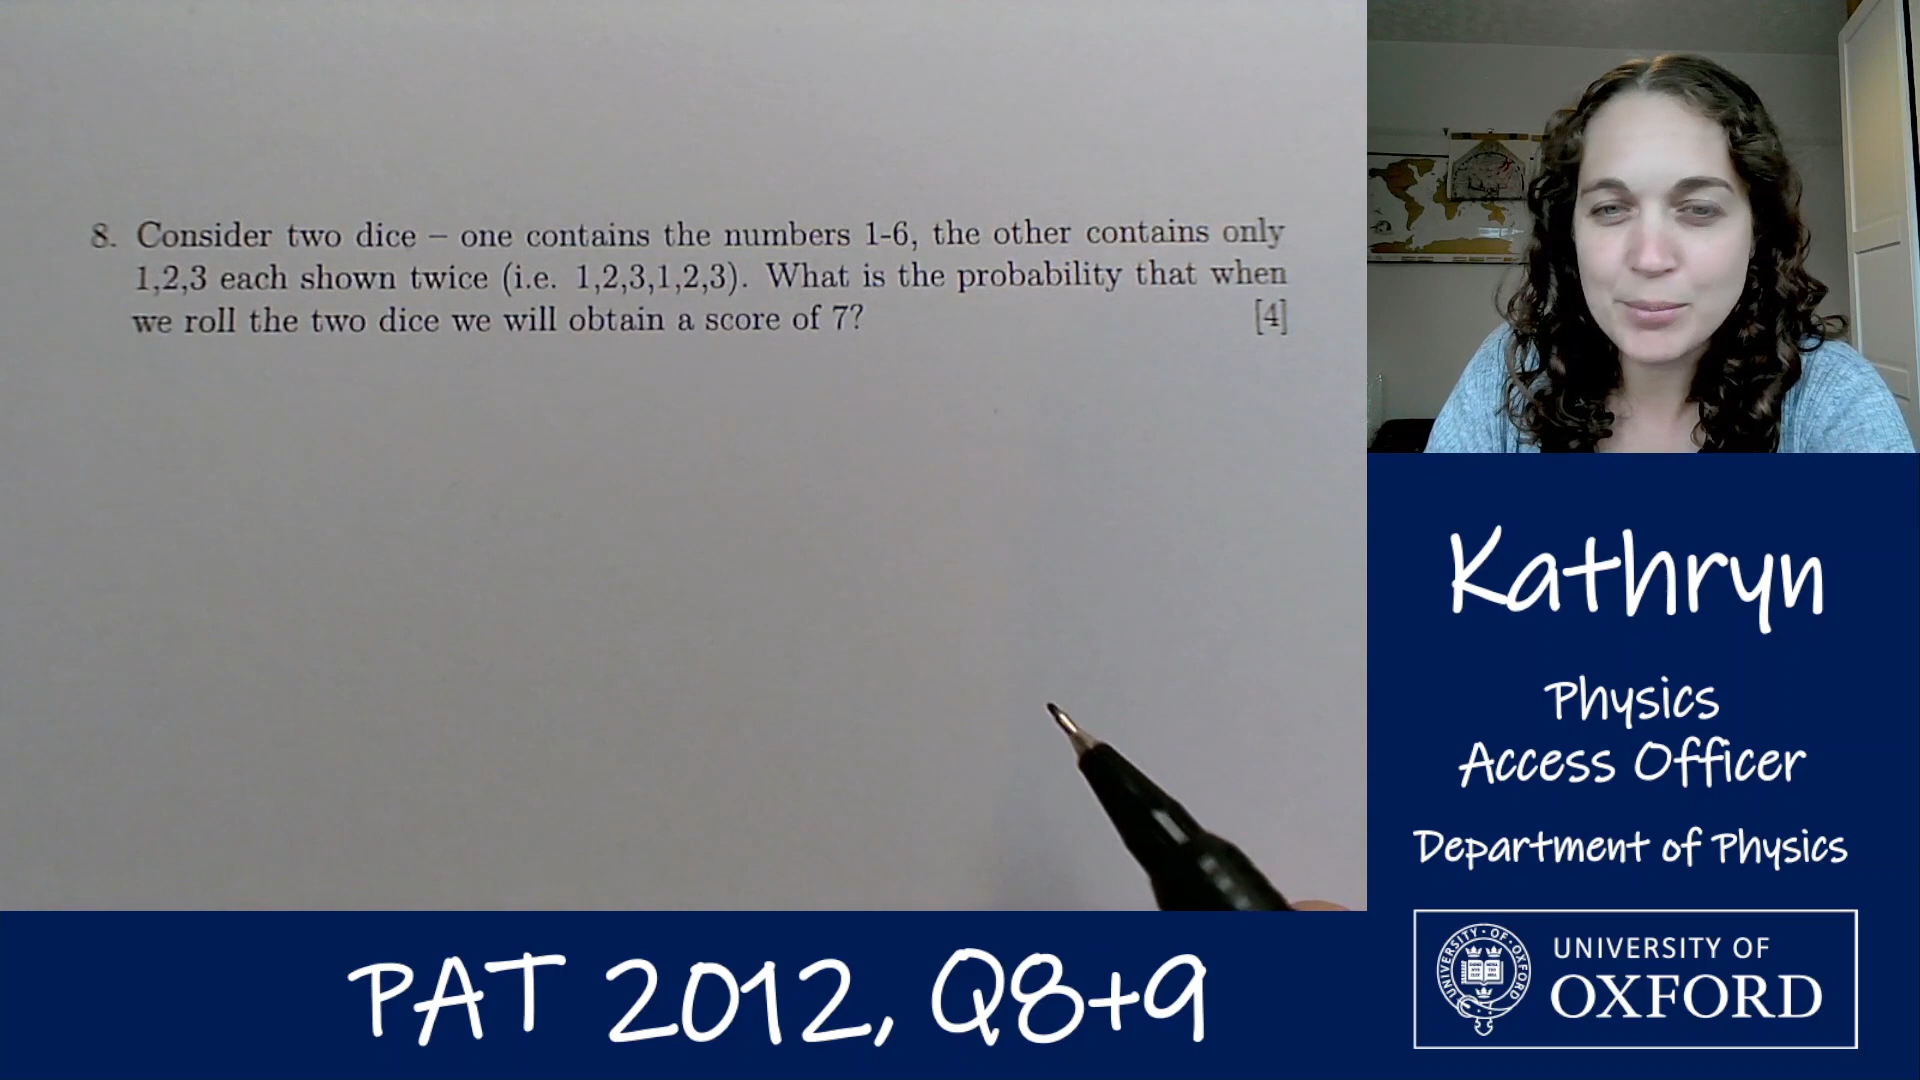 8. Consider two dice – one contains the numbers 1-6, the other contains only
1,2,3 each shown twice (i.e. 1,2,3,1,2,3). What is the probability that when
we roll the two dice we will obtain a score of 7? [4]
Kathryn
Physics
Access Officer
Department of Physics
PAT 2012, Q8+9
UNIVERSITY OF
OXFORD